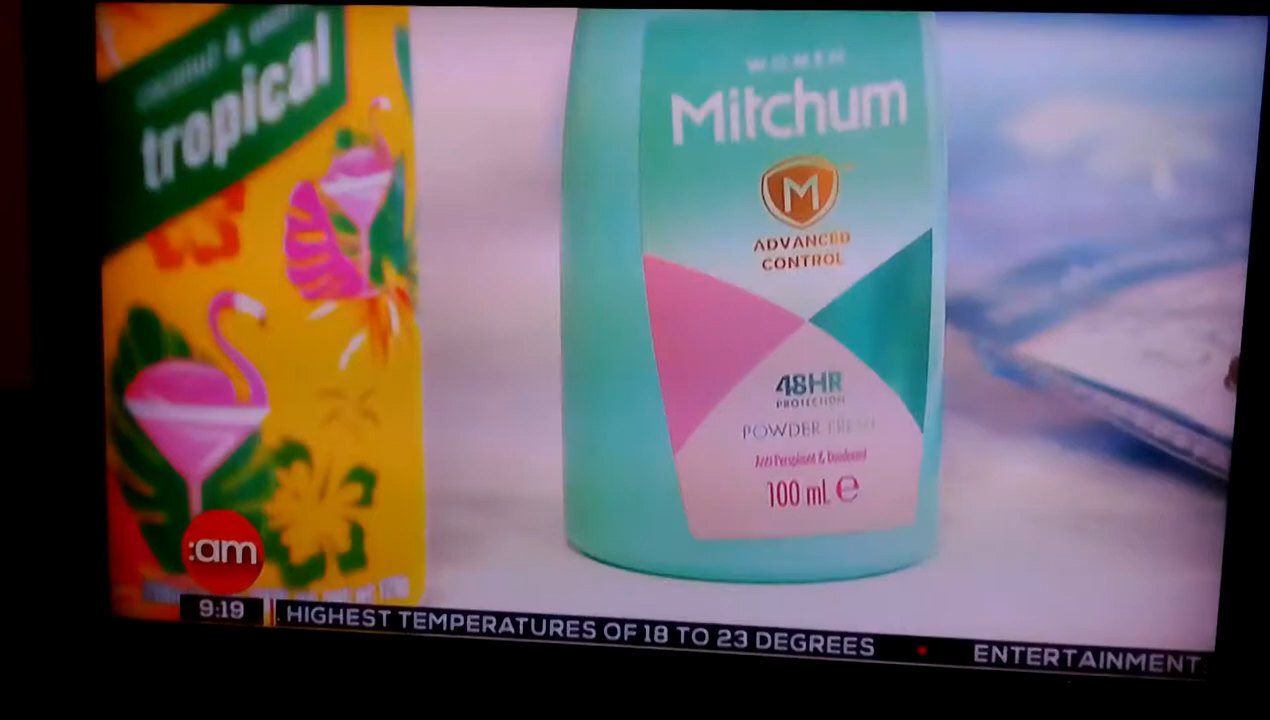 coconut &
tropical
WOMEN
Mitchum
M
ADVANCED
CONTROL
48HR
PROTECTION
POWDER FRESH
Anti-Perspirant & Deodorant
100 mL e
:am
9:19
HIGHEST TEMPERATURES OF 18 TO 23 DEGREES
ENTERTAINMENT